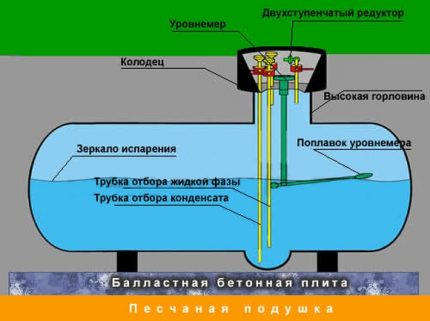 Двухступенчатый редуктор
Уровнемер
Колодец
Высокая горловина
Зеркало испарения
Поплавок уровнемера
Трубка отбора жидкой фазы
Трубка отбора конденсата
Балластная бетонная плита
Песчаная подушка